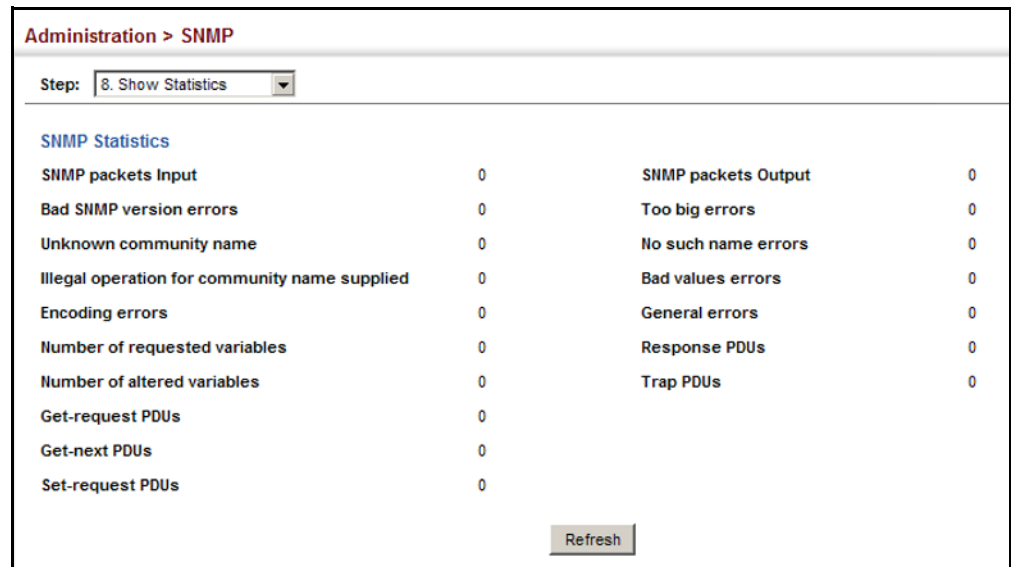 Administration > SNMP
Step: 8. Show Statistics
SNMP Statistics
SNMP packets Input 0 SNMP packets Output 0
Bad SNMP version errors 0 Too big errors 0
Unknown community name 0 No such name errors 0
Illegal operation for community name supplied 0 Bad values errors 0
Encoding errors 0 General errors 0
Number of requested variables 0 Response PDUs 0
Number of altered variables 0 Trap PDUs 0
Get-request PDUs 0
Get-next PDUs 0
Set-request PDUs 0
Refresh